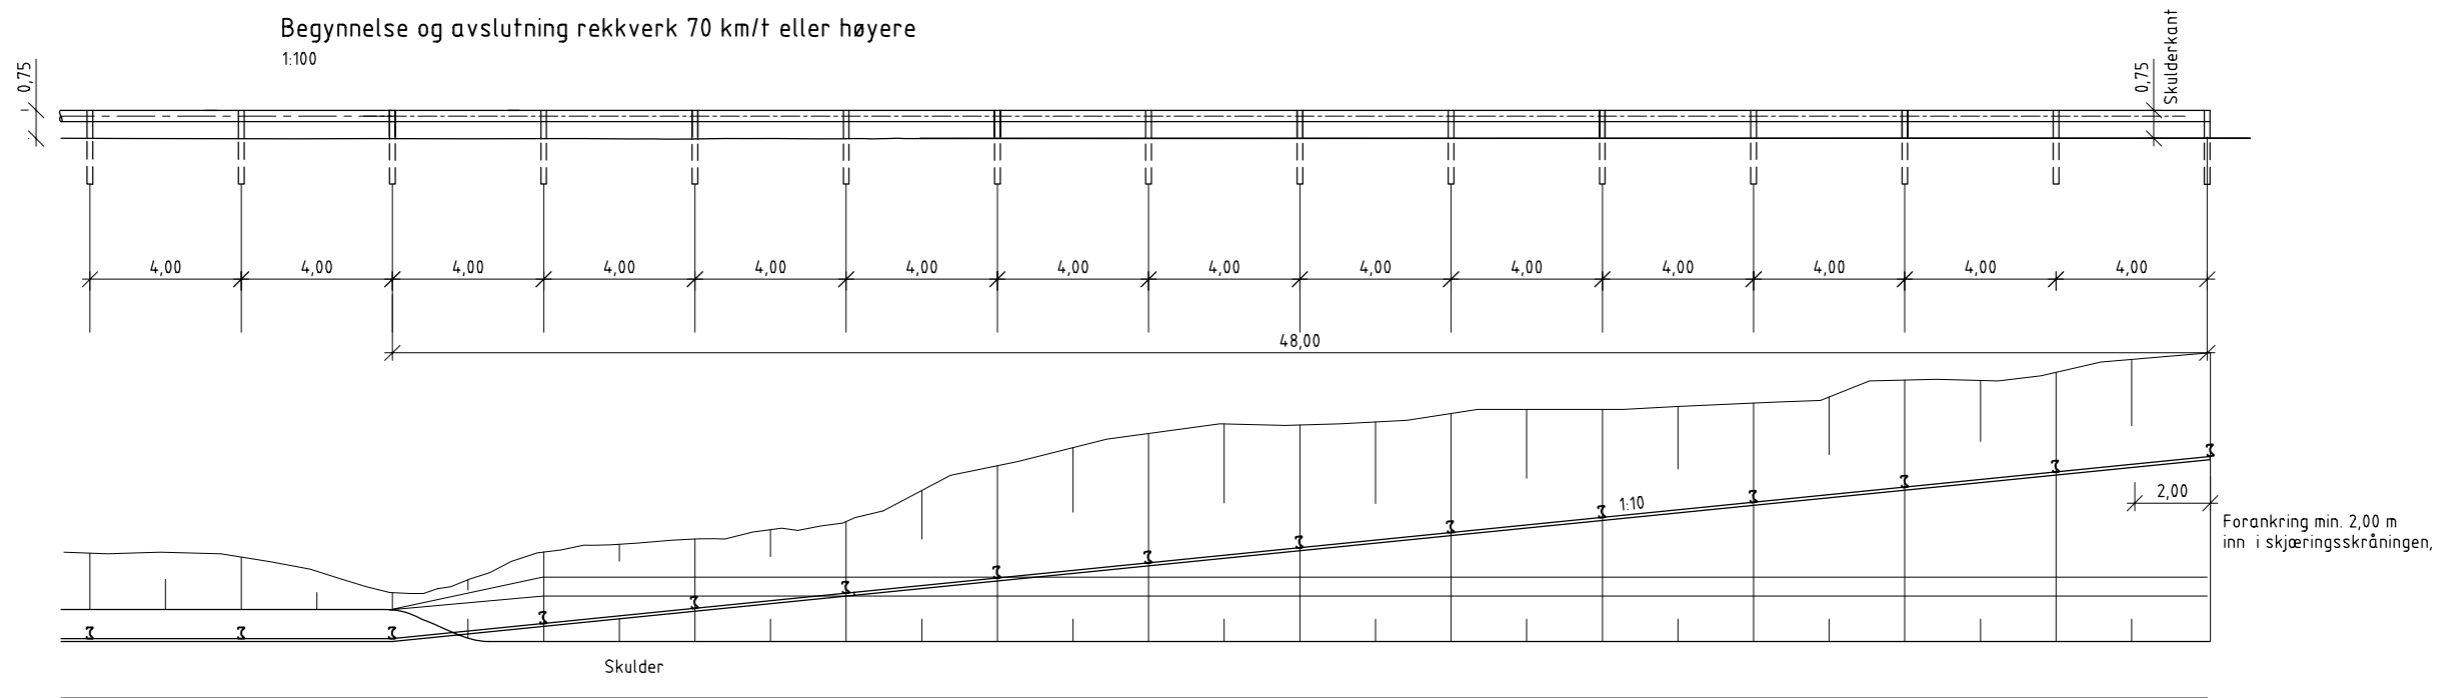 Begynnelse og avslutning rekkverk 70 km/t eller høyere
1:100
0,75
0,75
Skulderkant
4,00 4,00 4,00 4,00 4,00 4,00 4,00 4,00 4,00 4,00 4,00 4,00 4,00 4,00
48,00
1:10
2,00
Forankring min. 2,00 m
inn i skjæringsskråningen,
Skulder